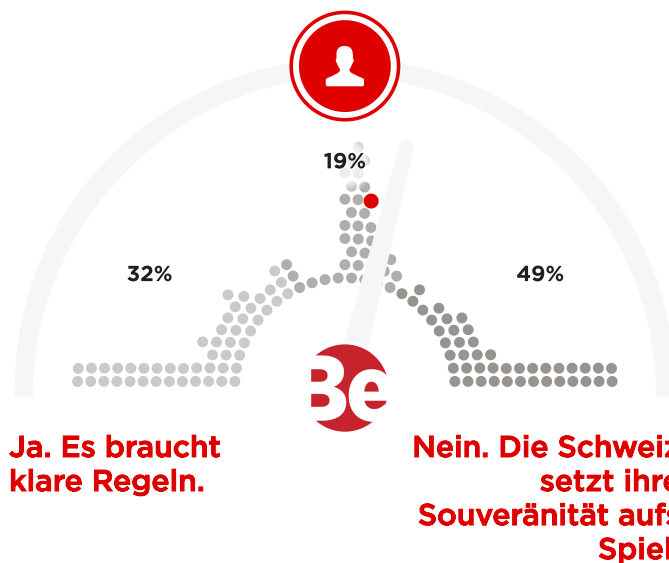 19%
32%
49%
Be
Ja. Es braucht
klare Regeln.
Nein. Die Schweiz
setzt ihre
Souveränität aufs
Spiel